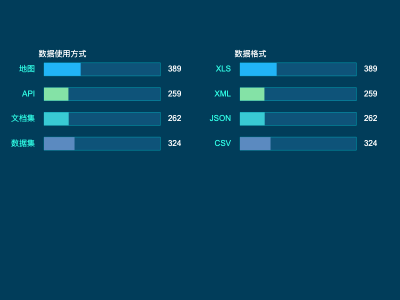 数据使用方式
地图 389
API 259
文档集 262
数据集 324
数据格式
XLS 389
XML 259
JSON 262
CSV 324